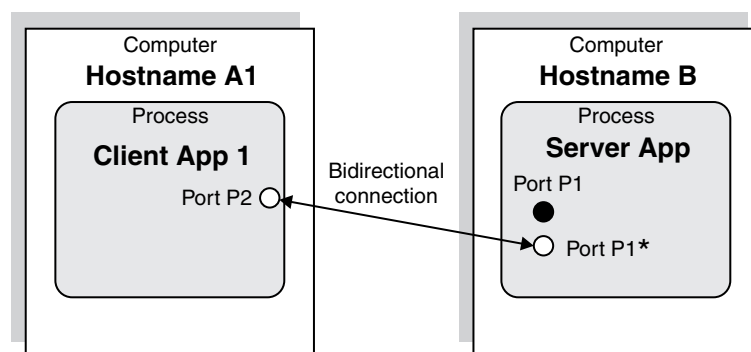 Computer
Hostname A1
Process
Client App 1
Port P2
Bidirectional
connection
Computer
Hostname B
Process
Server App
Port P1
Port P1*